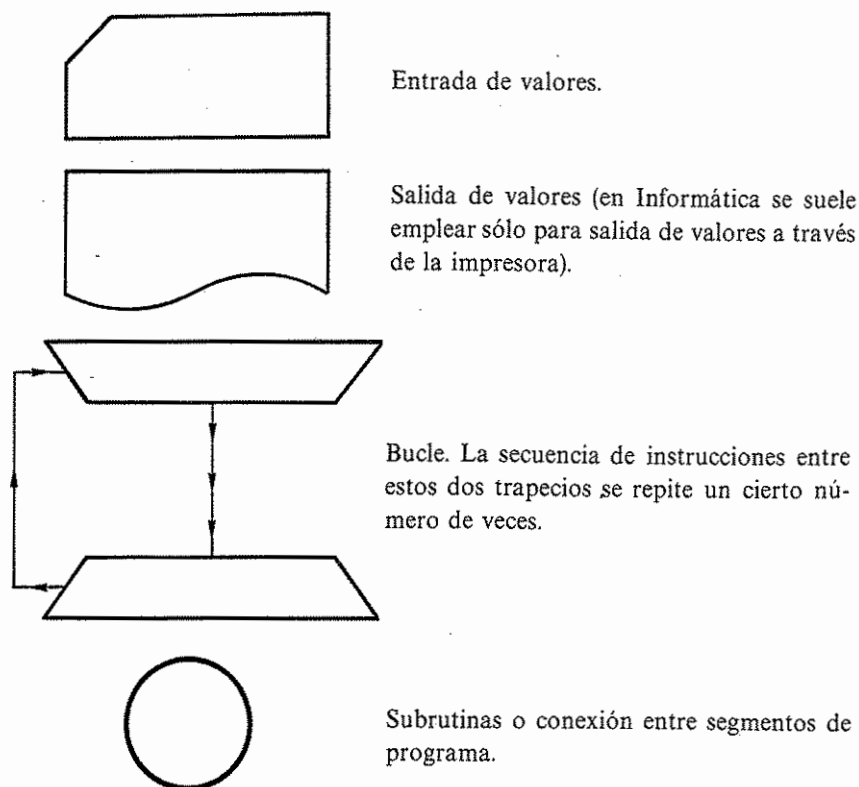 Entrada de valores.
Salida de valores (en Informática se suele
emplear sólo para salida de valores a través
de la impresora).
Bucle. La secuencia de instrucciones entre
estos dos trapecios se repite un cierto nú-
mero de veces.
Subrutinas o conexión entre segmentos de
programa.